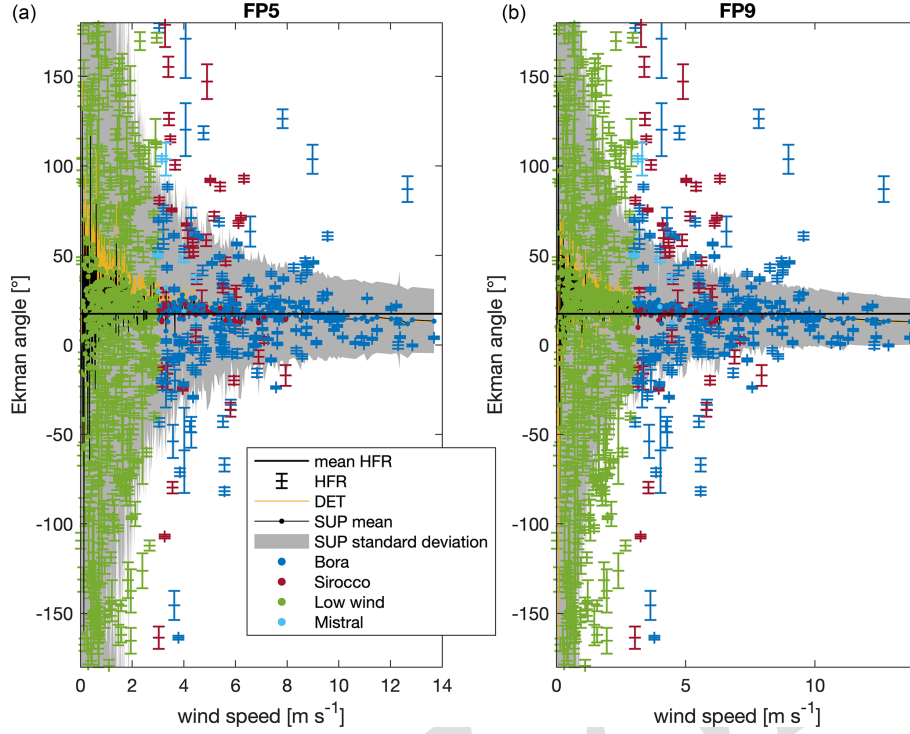 (a) FP5
(b) FP9
Ekman angle [°]
150
100
50
0
-50
-100
-150
0 2 4 6 8 10 12 14
wind speed [m s⁻¹]
mean HFR
HFR
DET
SUP mean
SUP standard deviation
Bora
Sirocco
Low wind
Mistral
Ekman angle [°]
150
100
50
0
-50
-100
-150
0 5 10
wind speed [m s⁻¹]